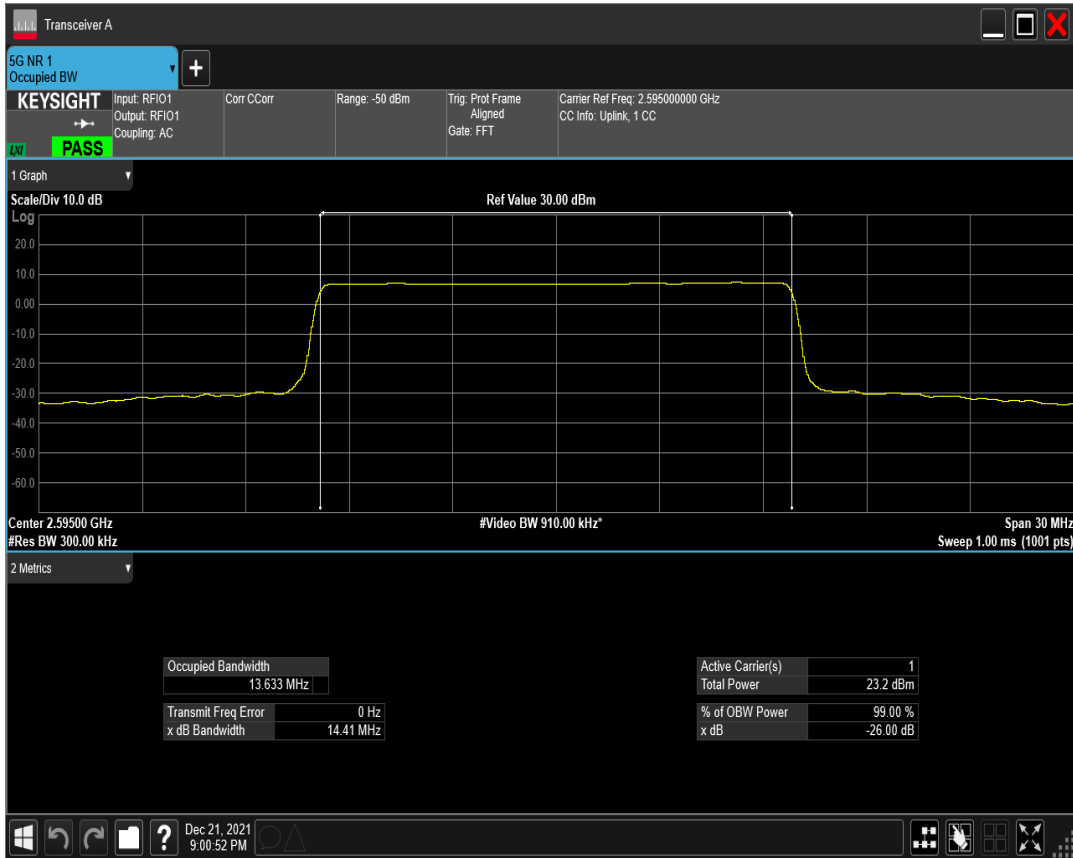 Transceiver A
5G NR 1
Occupied BW
+
KEYSIGHT
LXI
PASS
Input: RFIO1
Output: RFIO1
Coupling: AC
Corr CCorr
Range: -50 dBm
Trig: Prot Frame
Aligned
Gate: FFT
Carrier Ref Freq: 2.595000000 GHz
CC Info: Uplink, 1 CC
1 Graph
Scale/Div 10.0 dB
Ref Value 30.00 dBm
Log
20.0
10.0
0.00
-10.0
-20.0
-30.0
-40.0
-50.0
-60.0
Center 2.59500 GHz
#Video BW 910.00 kHz*
Span 30 MHz
#Res BW 300.00 kHz
Sweep 1.00 ms (1001 pts)
2 Metrics
Occupied Bandwidth
13.633 MHz
Transmit Freq Error 0 Hz
x dB Bandwidth 14.41 MHz
Active Carrier(s) 1
Total Power 23.2 dBm
% of OBW Power 99.00 %
x dB -26.00 dB
?
Dec 21, 2021
9:00:52 PM